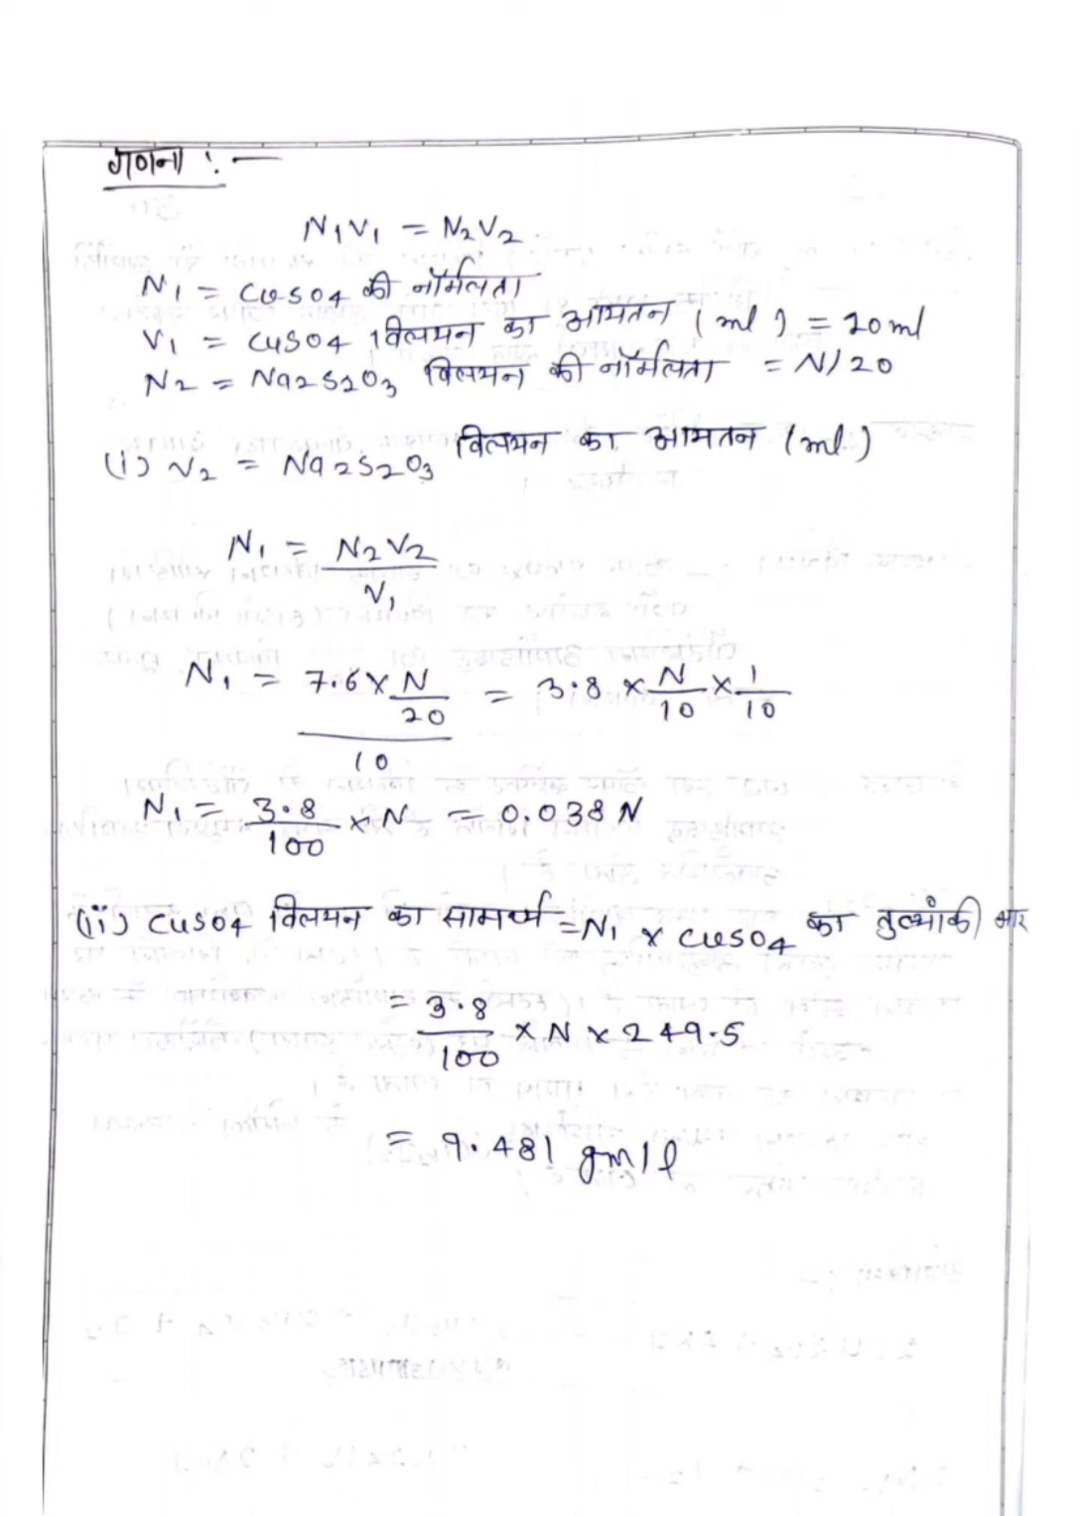 गणना :-
N1V1 = N2V2
N1 = CuSO4 की नॉर्मलता
V1 = CuSO4 विलयन का आयतन (ml) = 10ml
N2 = Na2S2O3 विलयन की नॉर्मलता = N/20
(i) V2 = Na2S2O3 विलयन का आयतन (ml.)
N1 = N2V2
V1
N1 = 7.6 x N/20 / 10 = 3.8 x N/10 x 1/10
N1 = 3.8/100 x N = 0.038 N
(ii) CuSO4 विलयन का सामर्थ्य = N1 x CuSO4 का तुल्यांकी भार
= 3.8/100 x N x 249.5
= 9.481 gm/l